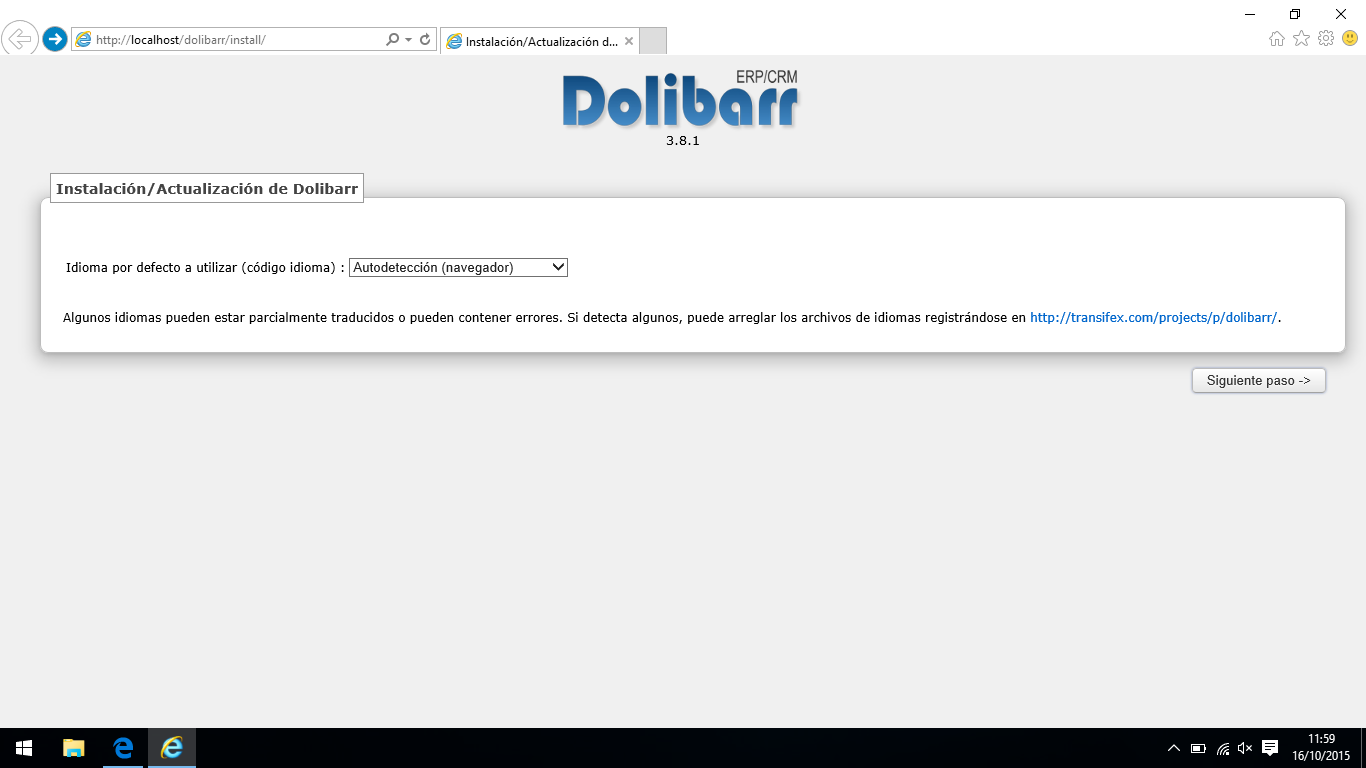 http://localhost/dolibarr/install/
Instalación/Actualización d...
ERP/CRM
Dolibarr
3.8.1
Instalación/Actualización de Dolibarr
Idioma por defecto a utilizar (código idioma) : Autodetección (navegador)
Algunos idiomas pueden estar parcialmente traducidos o pueden contener errores. Si detecta algunos, puede arreglar los archivos de idiomas registrándose en http://transifex.com/projects/p/dolibarr/.
Siguiente paso ->
11:59
16/10/2015